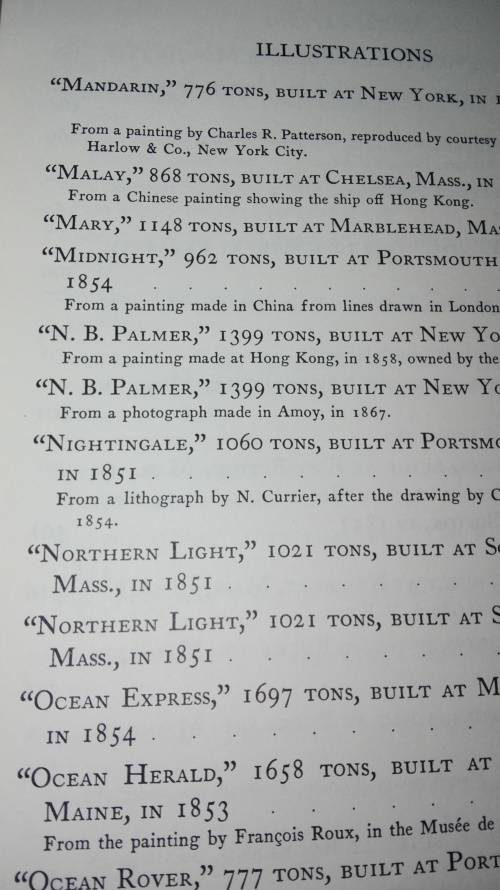 ILLUSTRATIONS
“MANDARIN,” 776 TONS, BUILT AT NEW YORK, IN
From a painting by Charles R. Patterson, reproduced by courtesy
Harlow & Co., New York City.
“MALAY,” 868 TONS, BUILT AT CHELSEA, MASS., IN
From a Chinese painting showing the ship off Hong Kong.
“MARY,” 1148 TONS, BUILT AT MARBLEHEAD,
“MIDNIGHT,” 962 TONS, BUILT AT PORTSMOUTH
1854 . . . . . . . .
From a painting made in China from lines drawn in London
“N. B. PALMER,” 1399 TONS, BUILT AT NEW
From a painting made at Hong Kong, in 1858, owned by the
“N. B. PALMER,” 1399 TONS, BUILT AT NEW
From a photograph made in Amoy, in 1867.
“NIGHTINGALE,” 1060 TONS, BUILT AT
IN 1851 . . . . . . . .
From a lithograph by N. Currier, after the drawing by
1854.
“NORTHERN LIGHT,” 1021 TONS, BUILT AT
MASS., IN 1851 . . . . . .
“NORTHERN LIGHT,” 1021 TONS, BUILT AT
MASS., IN 1851 . . . . . .
“OCEAN EXPRESS,” 1697 TONS, BUILT AT
IN 1854 . . . . . . . .
“OCEAN HERALD,” 1658 TONS, BUILT AT
MAINE, IN 1853 . . . . . .
From the painting by François Roux, in the Musée de
“OCEAN ROVER,” 777 TONS, BUILT AT